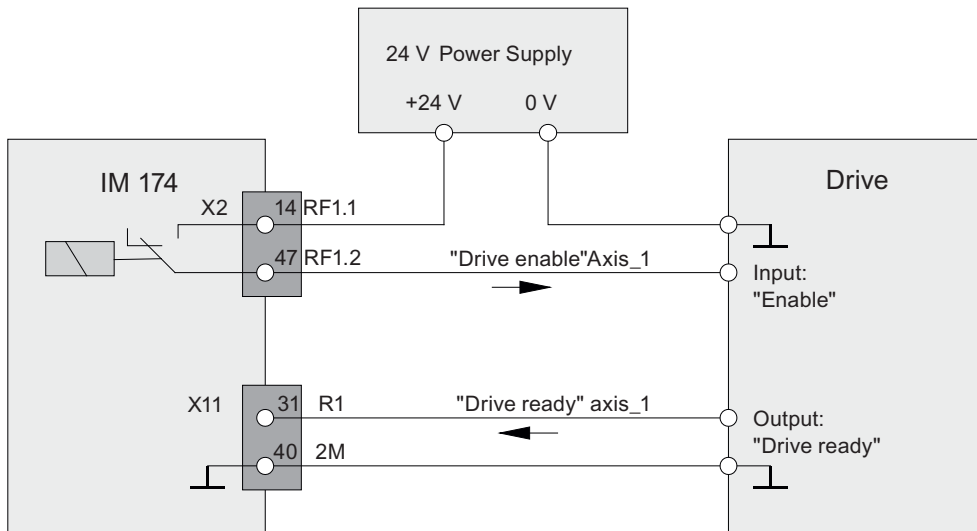 24 V Power Supply
+24 V 0 V
IM 174
Drive
X2 14 RF1.1
47 RF1.2 "Drive enable"Axis_1
Input:
"Enable"
X11 31 R1 "Drive ready" axis_1
Output:
"Drive ready"
40 2M